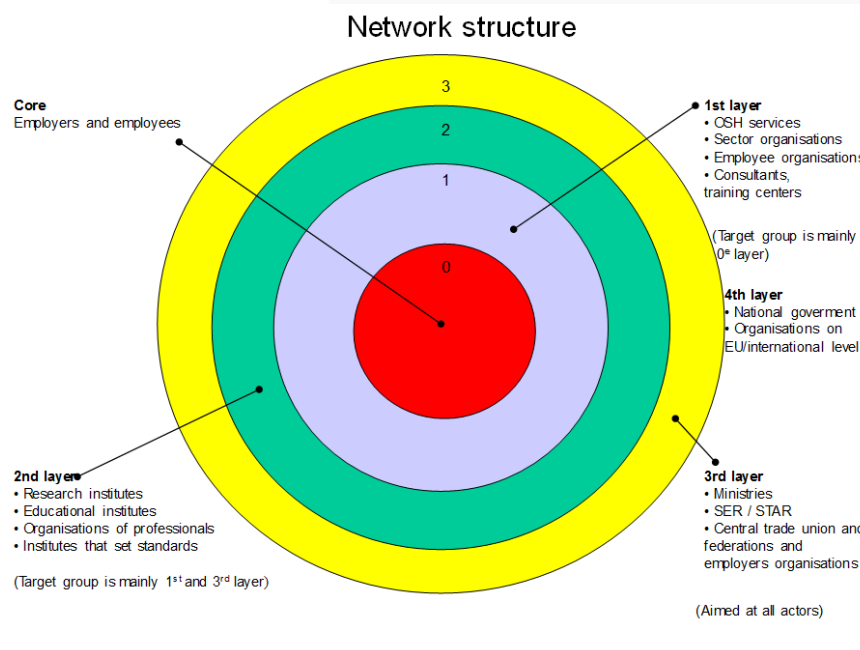 Network structure
Core
Employers and employees
3
2
1
0
1st layer
• OSH services
• Sector organisations
• Employee organisations
• Consultants,
training centers
(Target group is mainly
0e layer)
4th layer
• National goverment
• Organisations on
EU/international level
2nd layer
• Research institutes
• Educational institutes
• Organisations of professionals
• Institutes that set standards
(Target group is mainly 1st and 3rd layer)
3rd layer
• Ministries
• SER / STAR
• Central trade union and
federations and
employers organisations
(Aimed at all actors)